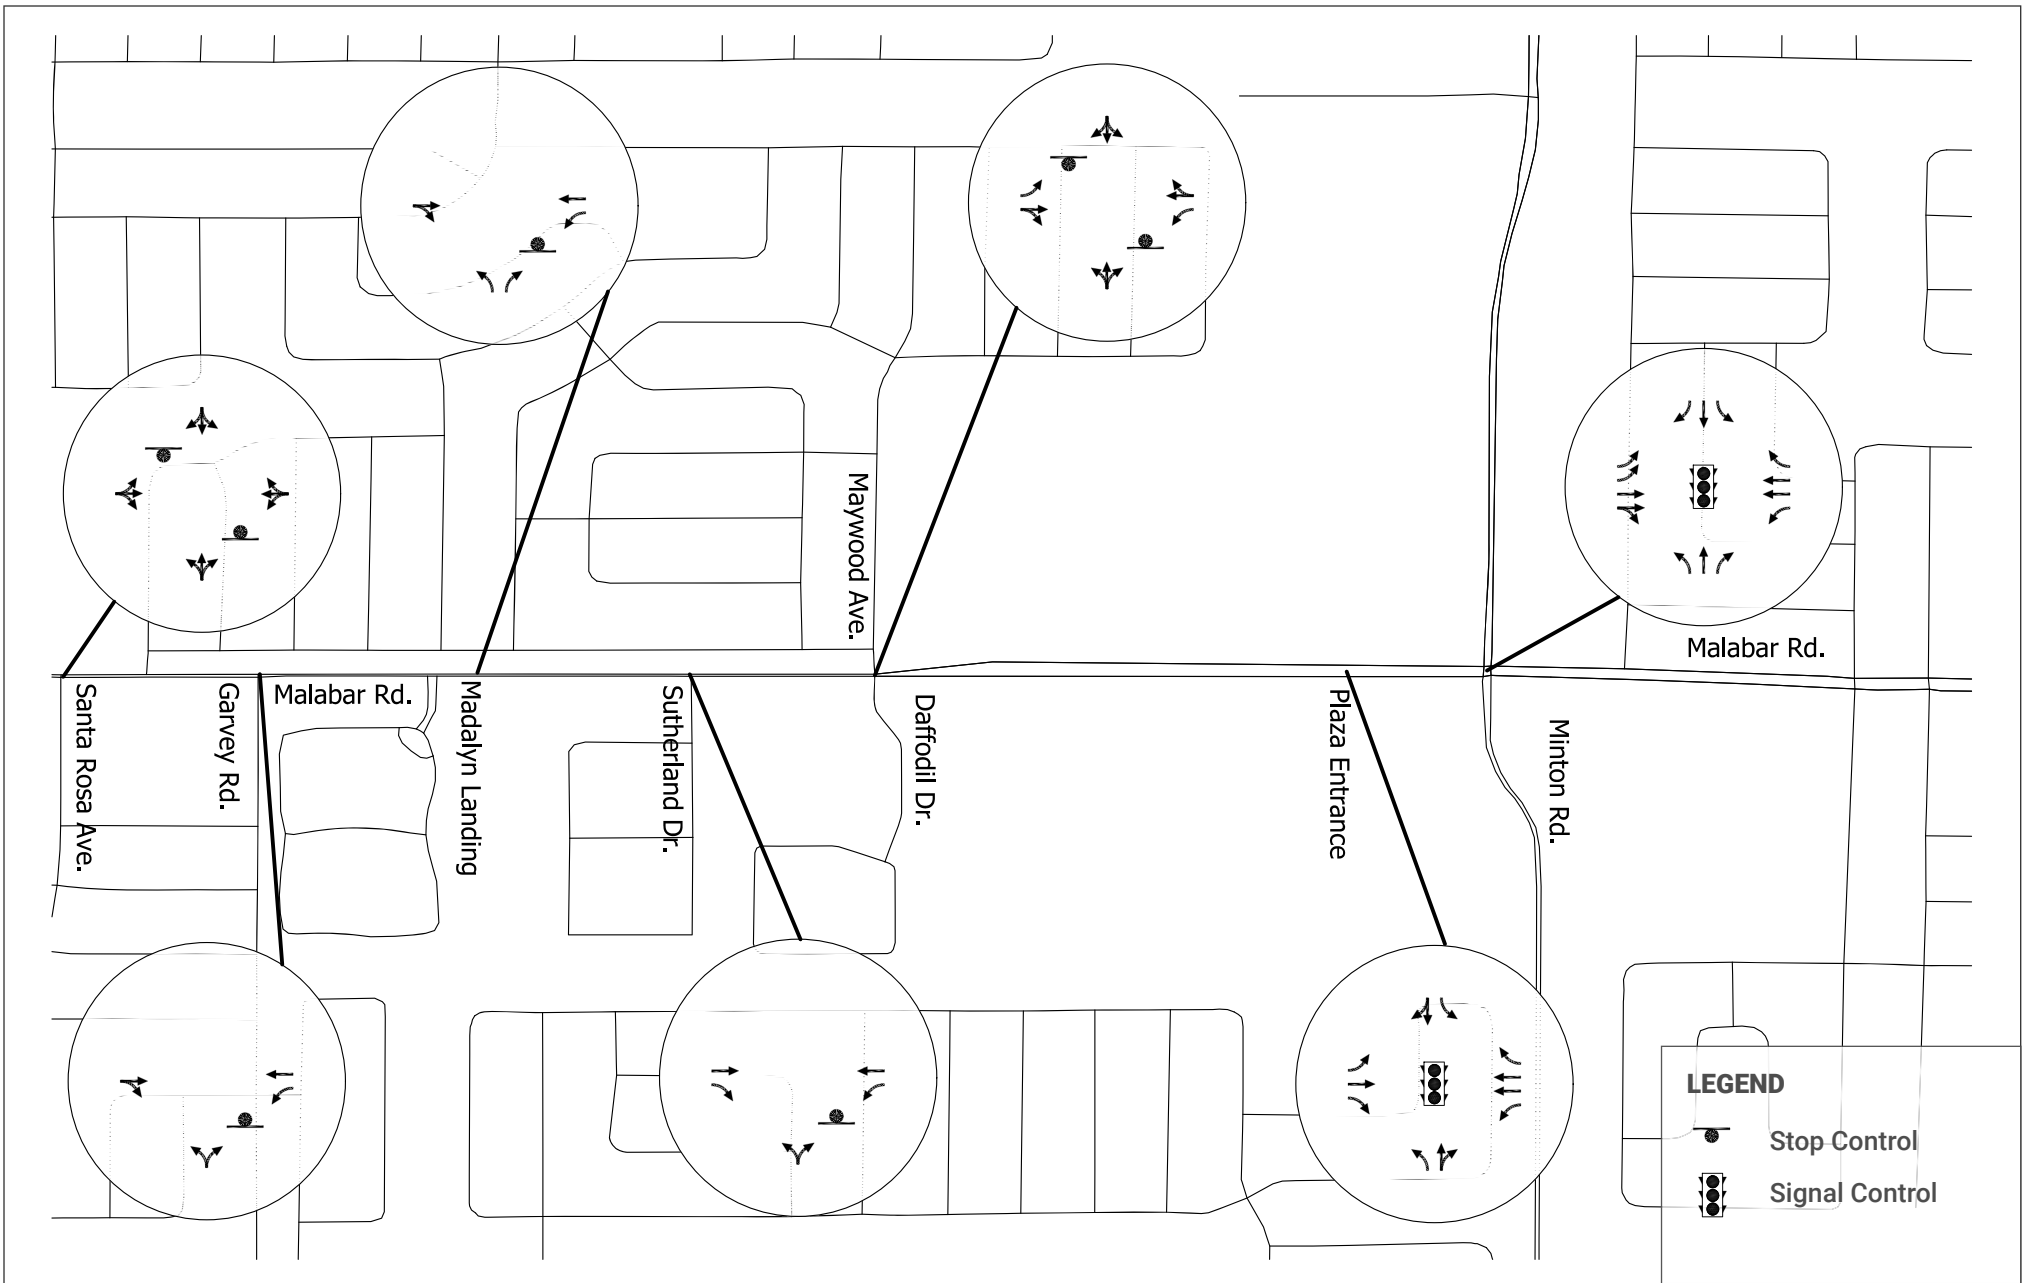 Maywood Ave.
Malabar Rd.
Santa Rosa Ave.
Garvey Rd.
Malabar Rd.
Madalyn Landing
Sutherland Dr.
Daffodil Dr.
Plaza Entrance
Minton Rd.
LEGEND
Stop Control
Signal Control